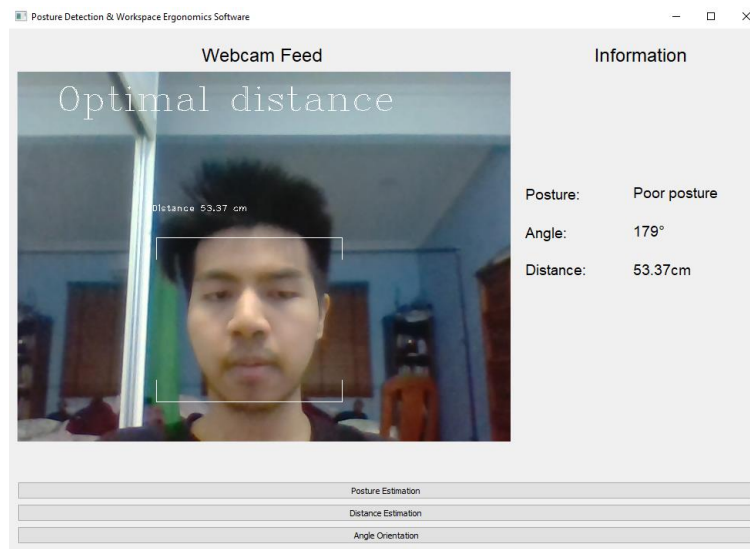 Posture Detection & Workspace Ergonomics Software
Webcam Feed
Information
Optimal distance
Distance 53.37 cm
Posture: Poor posture
Angle: 179°
Distance: 53.37cm
Posture Estimation
Distance Estimation
Angle Orientation